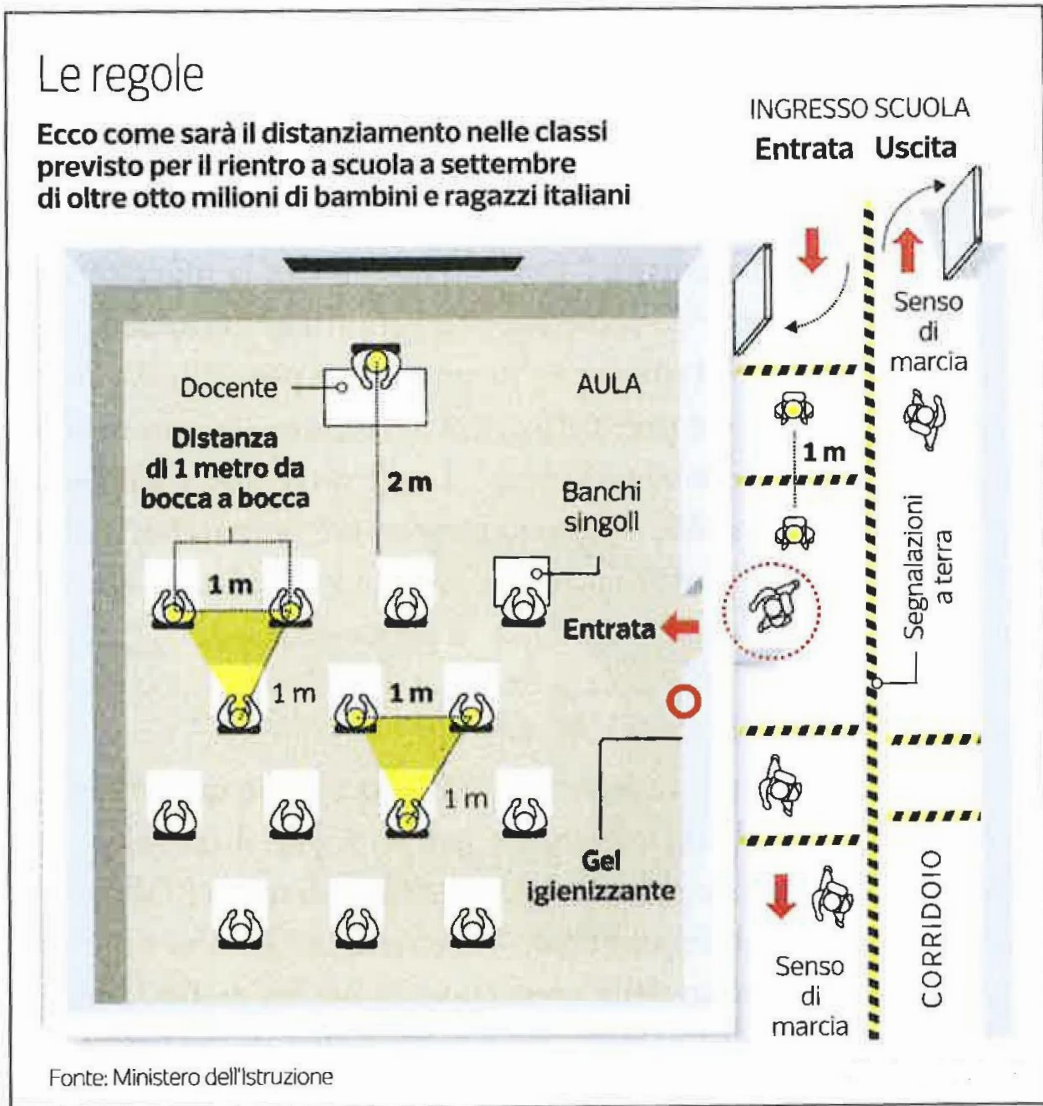 Le regole
Ecco come sarà il distanziamento nelle classi
previsto per il rientro a scuola a settembre
di oltre otto milioni di bambini e ragazzi italiani
INGRESSO SCUOLA
Entrata
Uscita
Senso
di
marcia
Docente
AULA
Distanza
di 1 metro da
bocca a bocca
2 m
Banchi
singoli
1 m
1 m
Segnalazioni
a terra
1 m
Entrata
1 m
1 m
Gel
igienizzante
Senso
di
marcia
CORRIDOIO
Fonte: Ministero dell'Istruzione